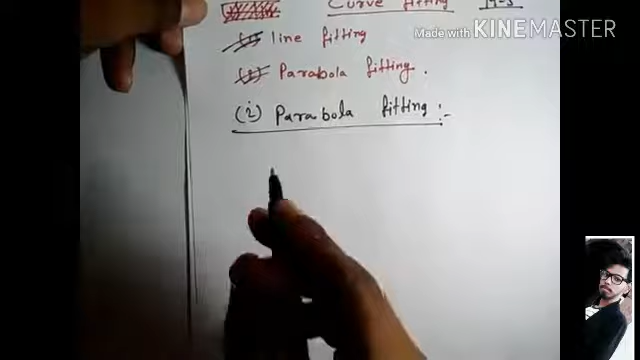 Curve fitting
Made with KINEMASTER
line fitting
Parabola fitting.
(i) Parabola fitting :-